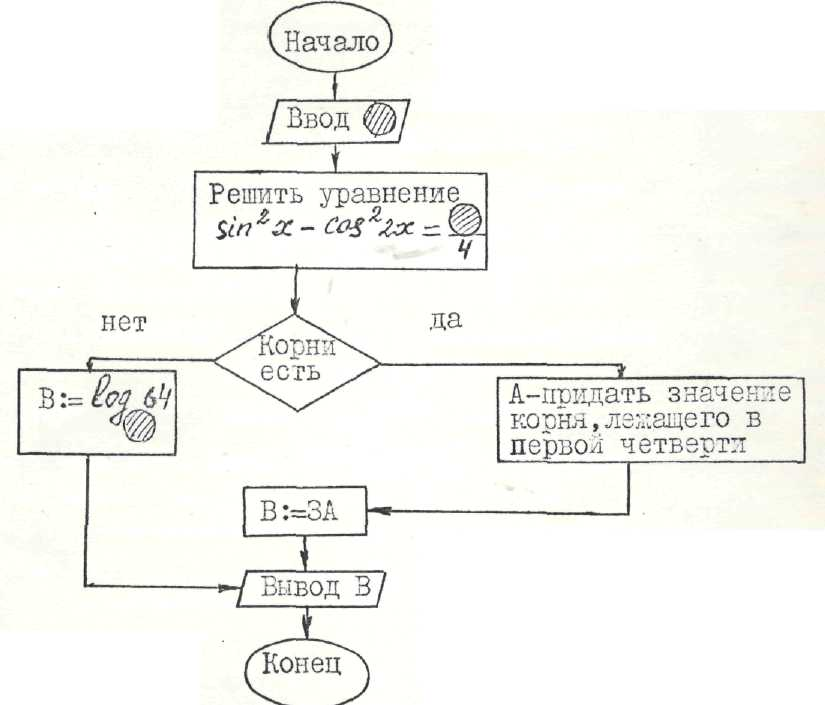 Начало
Ввод
Решить уравнение
sin²x - cos²2x = /4
нет
да
Корни
есть
В:= log 64
А-придать значение
корня, лежащего в
первой четверти
В:=3А
Вывод В
Конец